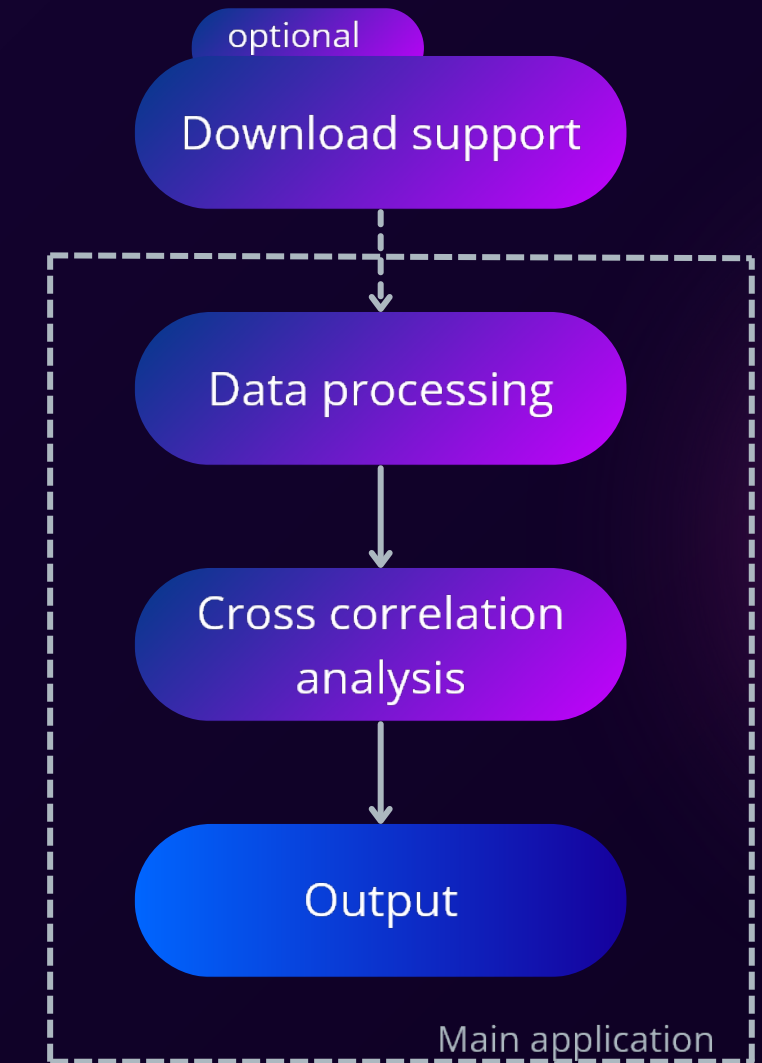 optional
Download support
Data processing
Cross correlation
analysis
Output
Main application